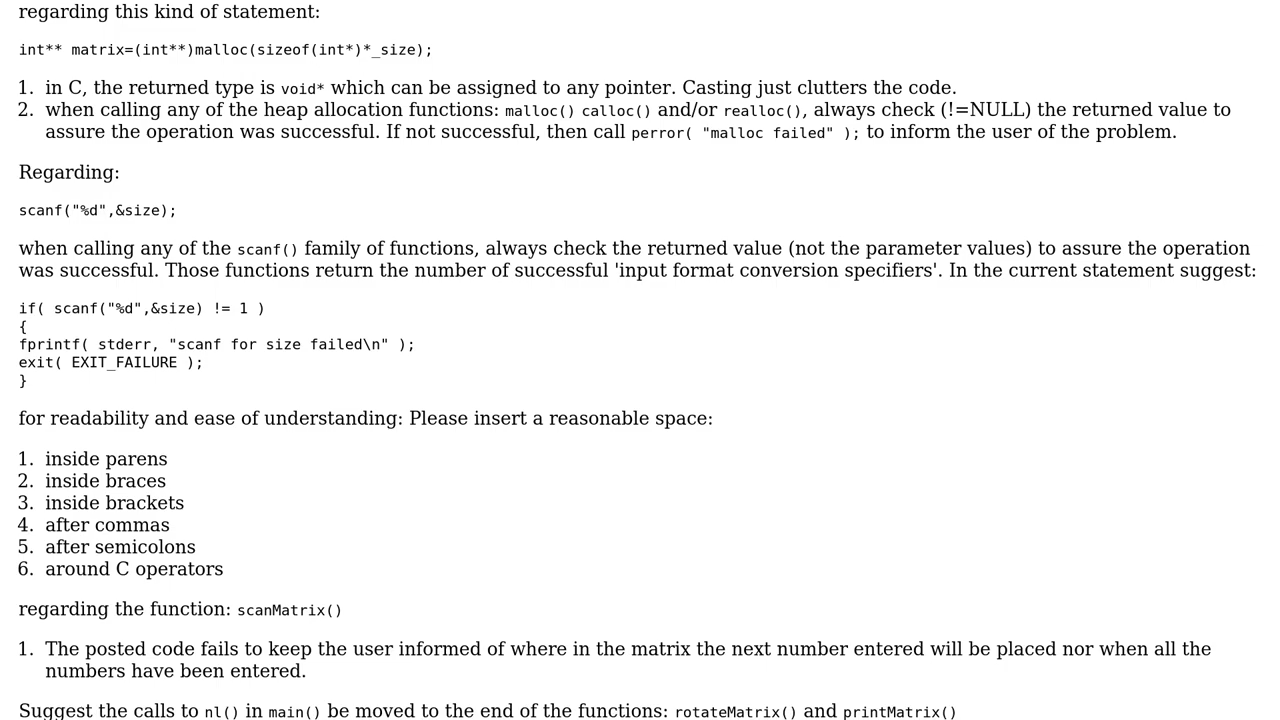 regarding this kind of statement:
int** matrix=(int**)malloc(sizeof(int*)*_size);
1. in C, the returned type is void* which can be assigned to any pointer. Casting just clutters the code.
2. when calling any of the heap allocation functions: malloc() calloc() and/or realloc(), always check (!=NULL) the returned value to
assure the operation was successful. If not successful, then call perror( "malloc failed" ); to inform the user of the problem.
Regarding:
scanf("%d",&size);
when calling any of the scanf() family of functions, always check the returned value (not the parameter values) to assure the operation
was successful. Those functions return the number of successful 'input format conversion specifiers'. In the current statement suggest:
if( scanf("%d",&size) != 1 )
{
fprintf( stderr, "scanf for size failed\n" );
exit( EXIT_FAILURE );
}
for readability and ease of understanding: Please insert a reasonable space:
1. inside parens
2. inside braces
3. inside brackets
4. after commas
5. after semicolons
6. around C operators
regarding the function: scanMatrix()
1. The posted code fails to keep the user informed of where in the matrix the next number entered will be placed nor when all the
numbers have been entered.
Suggest the calls to nl() in main() be moved to the end of the functions: rotateMatrix() and printMatrix()